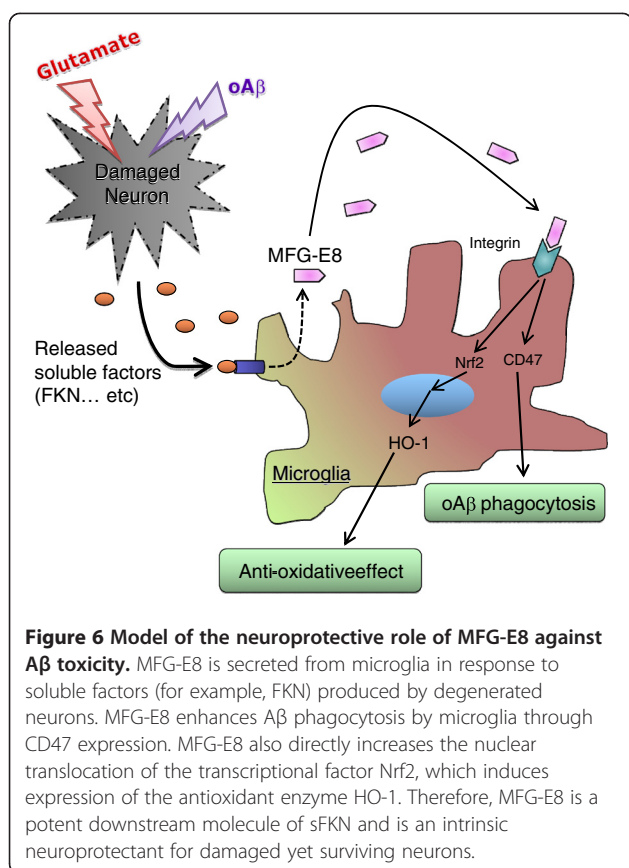 Glutamate
oAβ
Damaged
Neuron
MFG-E8
Integrin
Released
soluble factors
(FKN... etc)
Nrf2
CD47
HO-1
Microglia
oAβ phagocytosis
Anti-oxidativeeffect
Figure 6 Model of the neuroprotective role of MFG-E8 against
Aβ toxicity. MFG-E8 is secreted from microglia in response to
soluble factors (for example, FKN) produced by degenerated
neurons. MFG-E8 enhances Aβ phagocytosis by microglia through
CD47 expression. MFG-E8 also directly increases the nuclear
translocation of the transcriptional factor Nrf2, which induces
expression of the antioxidant enzyme HO-1. Therefore, MFG-E8 is a
potent downstream molecule of sFKN and is an intrinsic
neuroprotectant for damaged yet surviving neurons.